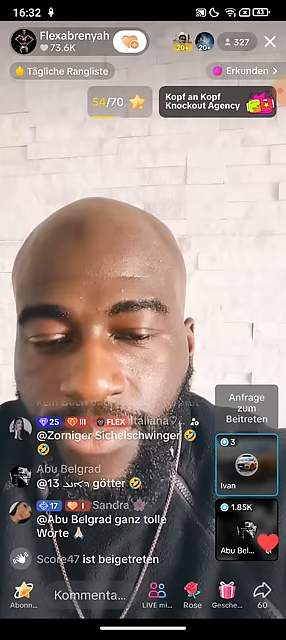 16:32
43
Flexabrenyah
73.6K
20+
20+
327
Tägliche Rangliste
Erkunden >
54/70
Kopf an Kopf
Knockout Agency
Anfrage
zum
Beitreten
25 III FLEX Italiana
@Zorniger Sichelschwinger 🤣
🤣
3
Ivan
Abu Belgrad
götter 🤣
17 I Sandra
@Abu Belgrad ganz tolle
Worte 🙏🏻
1.85K
Abu Bel...
Score47 ist beigetreten
Abonn...
Kommenta...
LIVE mi...
Rose
Gesche...
60